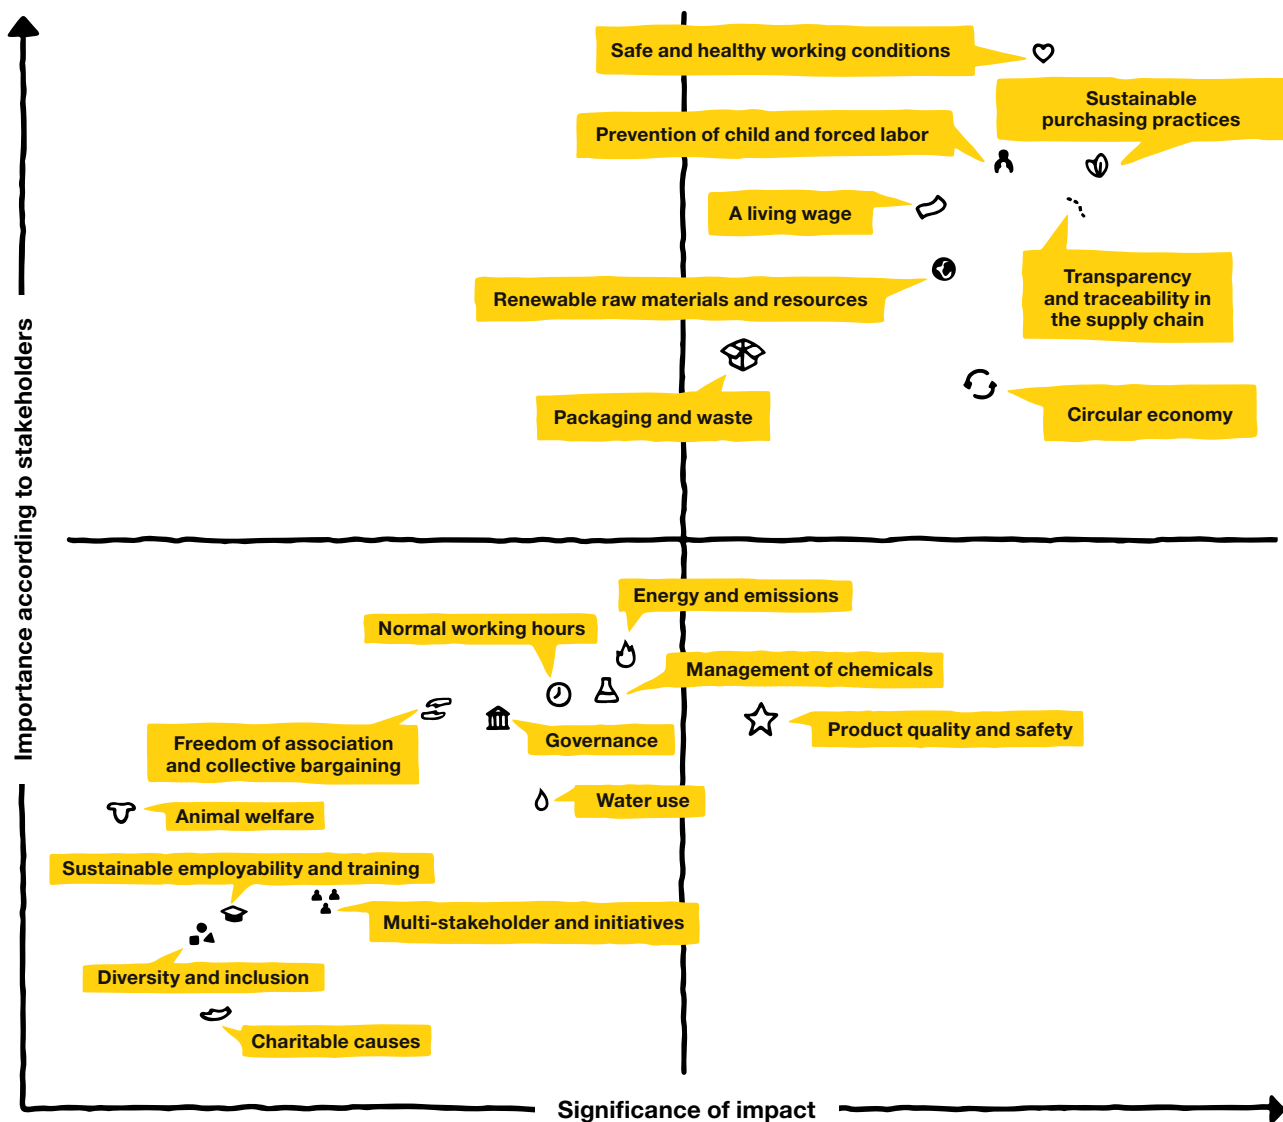 Safe and healthy working conditions
Sustainable
purchasing practices
Prevention of child and forced labor
A living wage
Transparency
and traceability in
the supply chain
Renewable raw materials and resources
Packaging and waste
Circular economy
Importance according to stakeholders
Energy and emissions
Normal working hours
Management of chemicals
Freedom of association
and collective bargaining
Governance
Product quality and safety
Water use
Animal welfare
Sustainable employability and training
Multi-stakeholder and initiatives
Diversity and inclusion
Charitable causes
Significance of impact